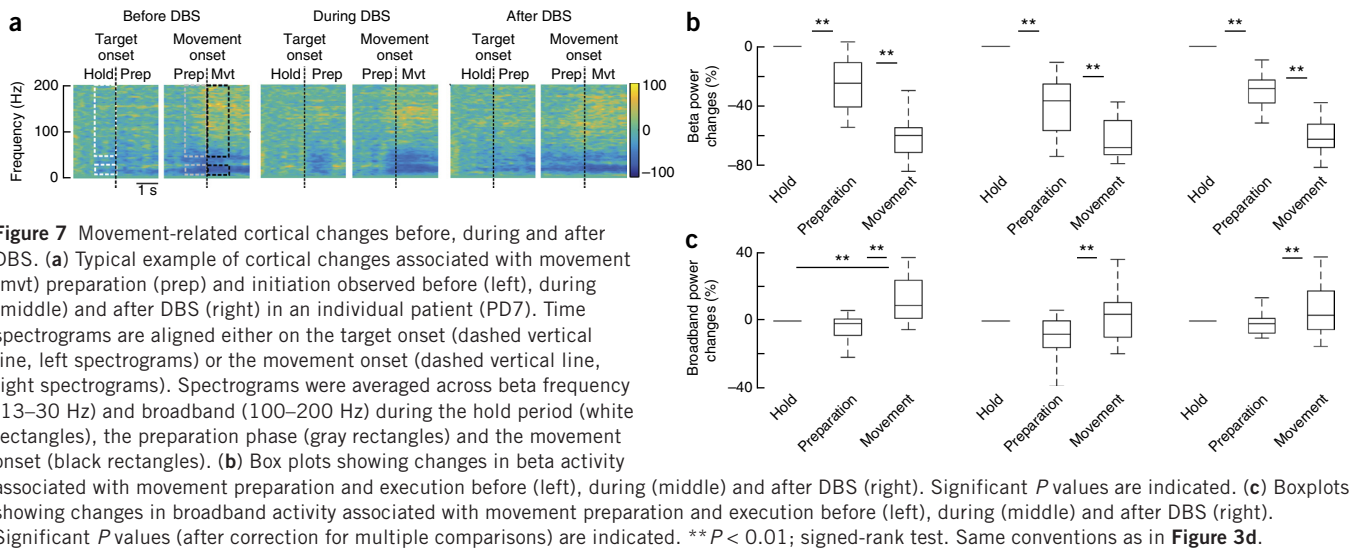 a
Before DBS
During DBS
After DBS
Target onset
Movement onset
Target onset
Movement onset
Target onset
Movement onset
Hold Prep
Prep Mvt
Hold Prep
Prep Mvt
Hold Prep
Prep Mvt
Frequency (Hz)
200
100
0
1 s
100
0
−100
b
Beta power changes (%)
0
−40
−80
Hold
Preparation
Movement
Hold
Preparation
Movement
Hold
Preparation
Movement
** ** ** ** ** **
c
Broadband power changes (%)
40
0
−40
Hold
Preparation
Movement
Hold
Preparation
Movement
Hold
Preparation
Movement
** ** ** **
Figure 7 Movement-related cortical changes before, during and after
DBS. (a) Typical example of cortical changes associated with movement
(mvt) preparation (prep) and initiation observed before (left), during
(middle) and after DBS (right) in an individual patient (PD7). Time
spectrograms are aligned either on the target onset (dashed vertical
line, left spectrograms) or the movement onset (dashed vertical line,
right spectrograms). Spectrograms were averaged across beta frequency
(13–30 Hz) and broadband (100–200 Hz) during the hold period (white
rectangles), the preparation phase (gray rectangles) and the movement
onset (black rectangles). (b) Box plots showing changes in beta activity
associated with movement preparation and execution before (left), during (middle) and after DBS (right). Significant P values are indicated. (c) Boxplots
showing changes in broadband activity associated with movement preparation and execution before (left), during (middle) and after DBS (right).
Significant P values (after correction for multiple comparisons) are indicated. **P < 0.01; signed-rank test. Same conventions as in Figure 3d.